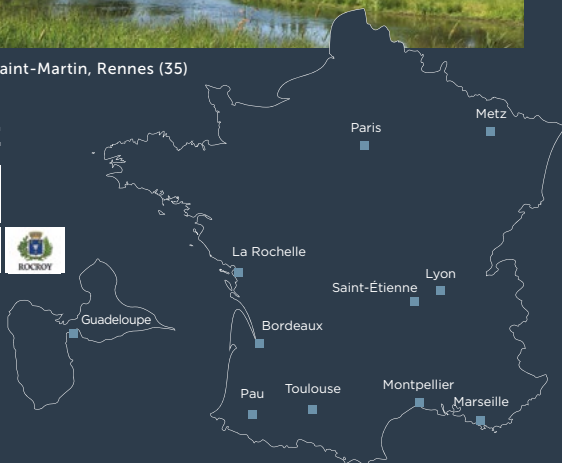 aint-Martin, Rennes (35)
Metz
Paris
ROCROY
La Rochelle
Lyon
Saint-Étienne
Guadeloupe
Bordeaux
Montpellier
Toulouse
Pau
Marseille